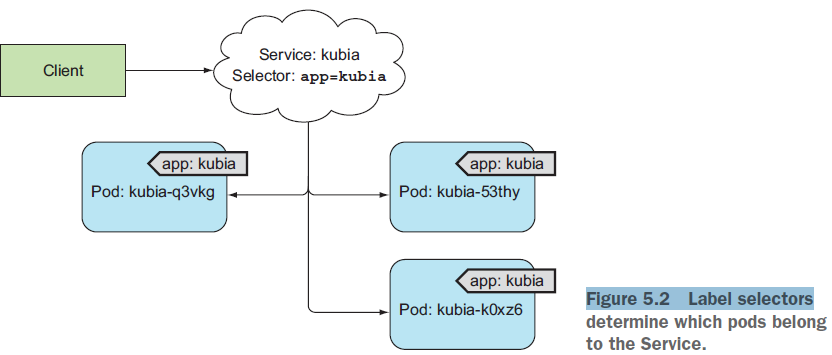 Client
Service: kubia
Selector: app=kubia
app: kubia
Pod: kubia-q3vkg
app: kubia
Pod: kubia-53thy
app: kubia
Pod: kubia-k0xz6
Figure 5.2 Label selectors
determine which pods belong
to the Service.